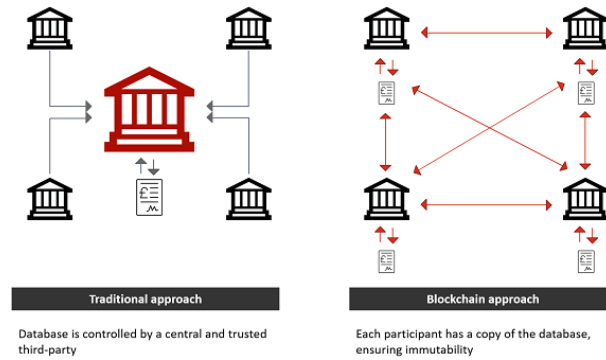 £
£
£
£
£
Traditional approach
Blockchain approach
Database is controlled by a central and trusted
third-party
Each participant has a copy of the database,
ensuring immutability